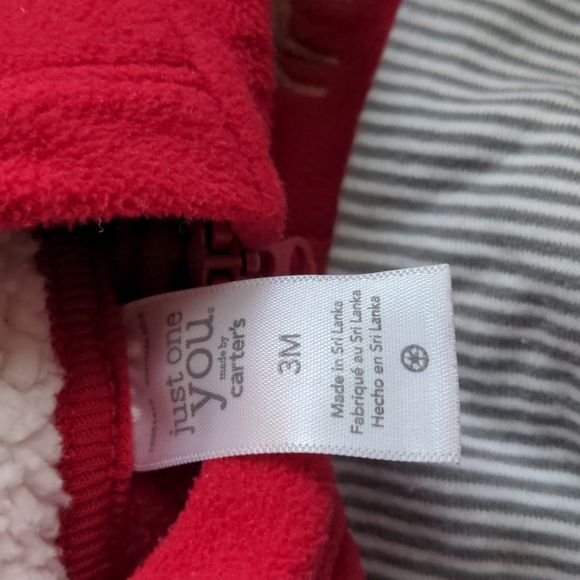 just one
you®
made by
carter's
3M
Made in Sri Lanka
Fabriqué au Sri Lanka
Hecho en Sri Lanka